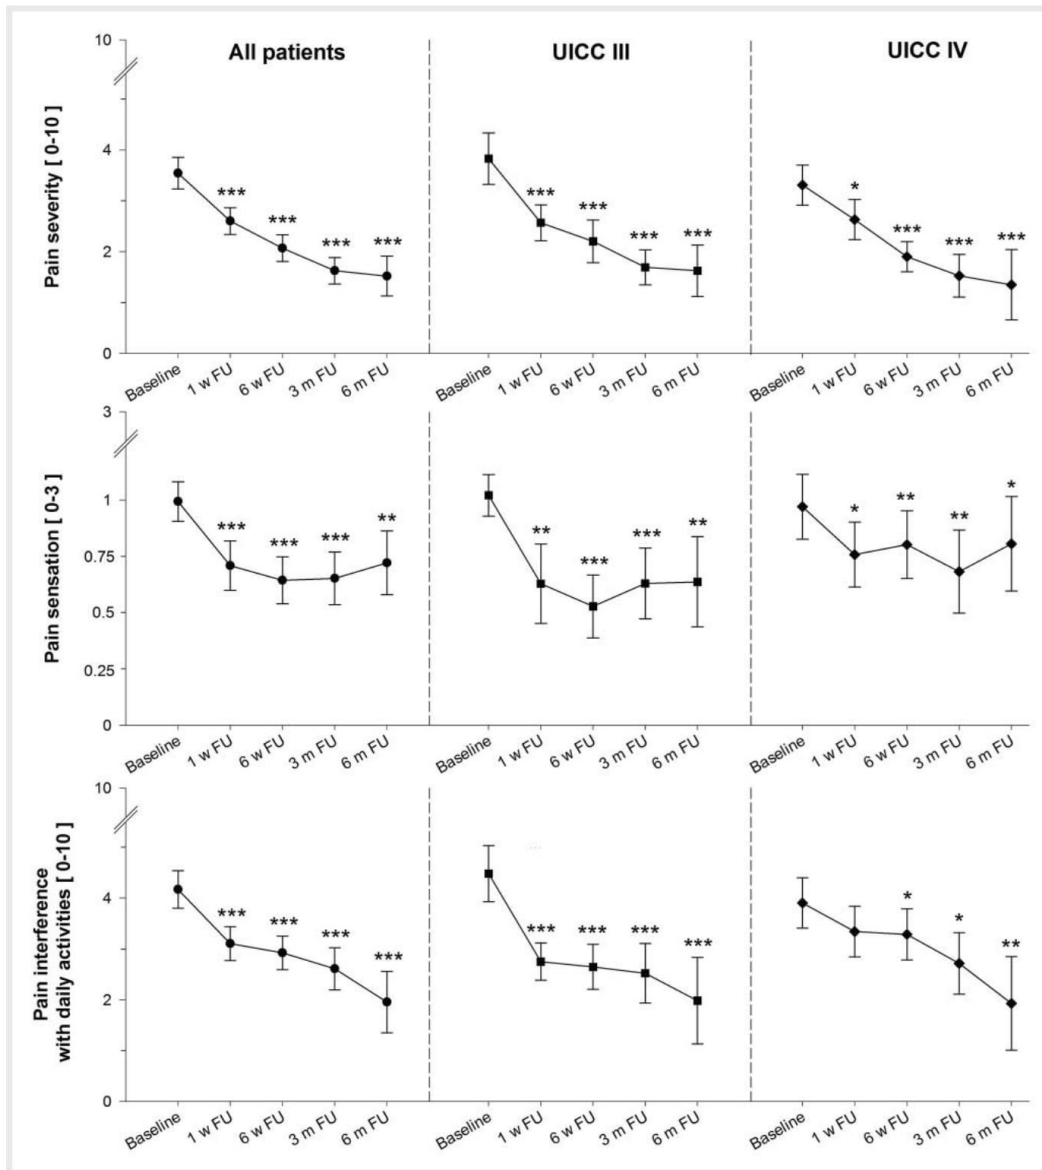 All patients
UICC III
UICC IV
Pain severity [ 0-10 ]
10
4
2
0
***
***
***
***
***
***
***
***
*
***
***
***
Baseline
1 w FU
6 w FU
3 m FU
6 m FU
Baseline
1 w FU
6 w FU
3 m FU
6 m FU
Baseline
1 w FU
6 w FU
3 m FU
6 m FU
Pain sensation [ 0-3 ]
3
1
0.75
0.5
0.25
0
***
***
***
**
**
***
***
**
*
**
**
*
Baseline
1 w FU
6 w FU
3 m FU
6 m FU
Baseline
1 w FU
6 w FU
3 m FU
6 m FU
Baseline
1 w FU
6 w FU
3 m FU
6 m FU
Pain interference
with daily activities [ 0-10 ]
10
4
2
0
***
***
***
***
***
***
***
***
*
*
**
Baseline
1 w FU
6 w FU
3 m FU
6 m FU
Baseline
1 w FU
6 w FU
3 m FU
6 m FU
Baseline
1 w FU
6 w FU
3 m FU
6 m FU